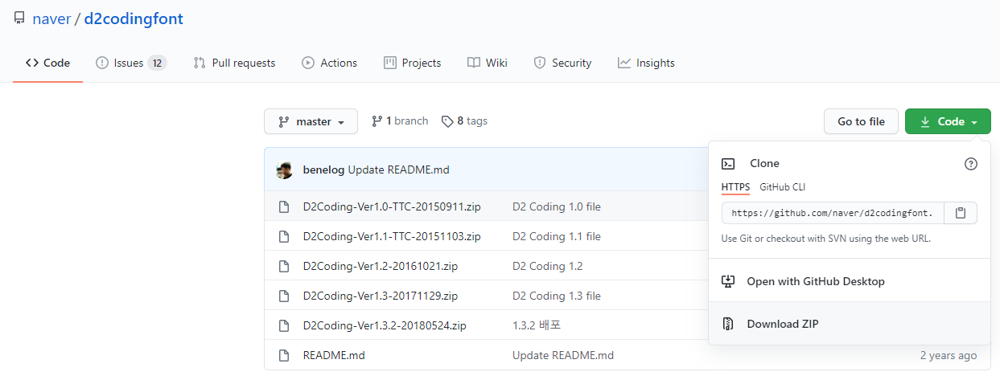 naver / d2codingfont
Code Issues 12 Pull requests Actions Projects Wiki Security Insights
master 1 branch 8 tags Go to file Code
benelog Update README.md
D2Coding-Ver1.0-TTC-20150911.zip D2 Coding 1.0 file
D2Coding-Ver1.1-TTC-20151103.zip D2 Coding 1.1 file
D2Coding-Ver1.2-20161021.zip D2 Coding 1.2
D2Coding-Ver1.3-20171129.zip D2 Coding 1.3 file
D2Coding-Ver1.3.2-20180524.zip 1.3.2 배포
README.md Update README.md 2 years ago
Clone
HTTPS GitHub CLI
https://github.com/naver/d2codingfont.
Use Git or checkout with SVN using the web URL.
Open with GitHub Desktop
Download ZIP